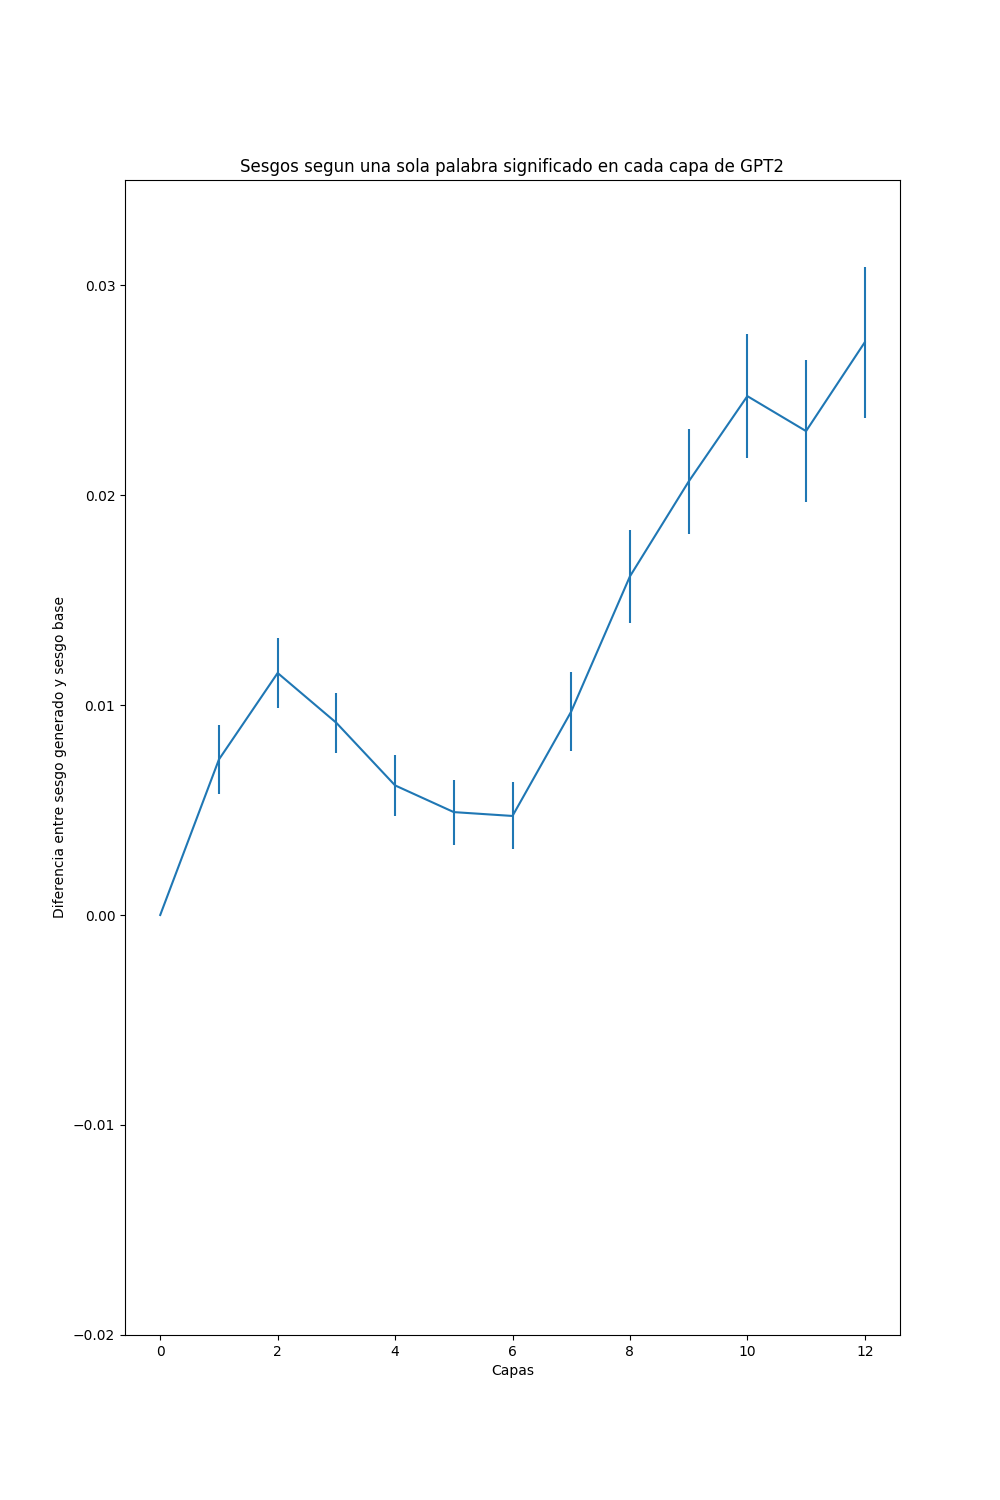 Sesgos segun una sola palabra significado en cada capa de GPT2
Diferencia entre sesgo generado y sesgo base
0.03
0.02
0.01
0.00
−0.01
−0.02
0 2 4 6 8 10 12
Capas